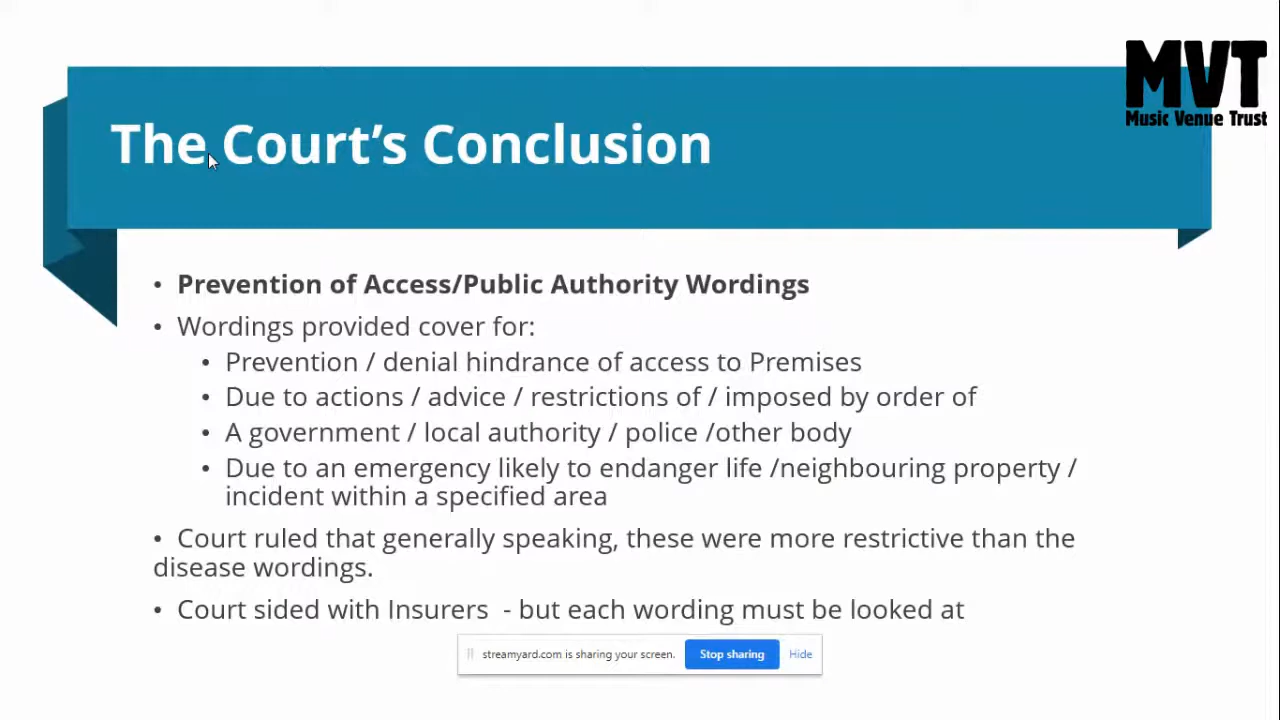 MVT
Music Venue Trust
The Court’s Conclusion
• Prevention of Access/Public Authority Wordings
• Wordings provided cover for:
• Prevention / denial hindrance of access to Premises
• Due to actions / advice / restrictions of / imposed by order of
• A government / local authority / police /other body
• Due to an emergency likely to endanger life /neighbouring property /
incident within a specified area
• Court ruled that generally speaking, these were more restrictive than the
disease wordings.
• Court sided with Insurers - but each wording must be looked at
streamyard.com is sharing your screen. Stop sharing Hide